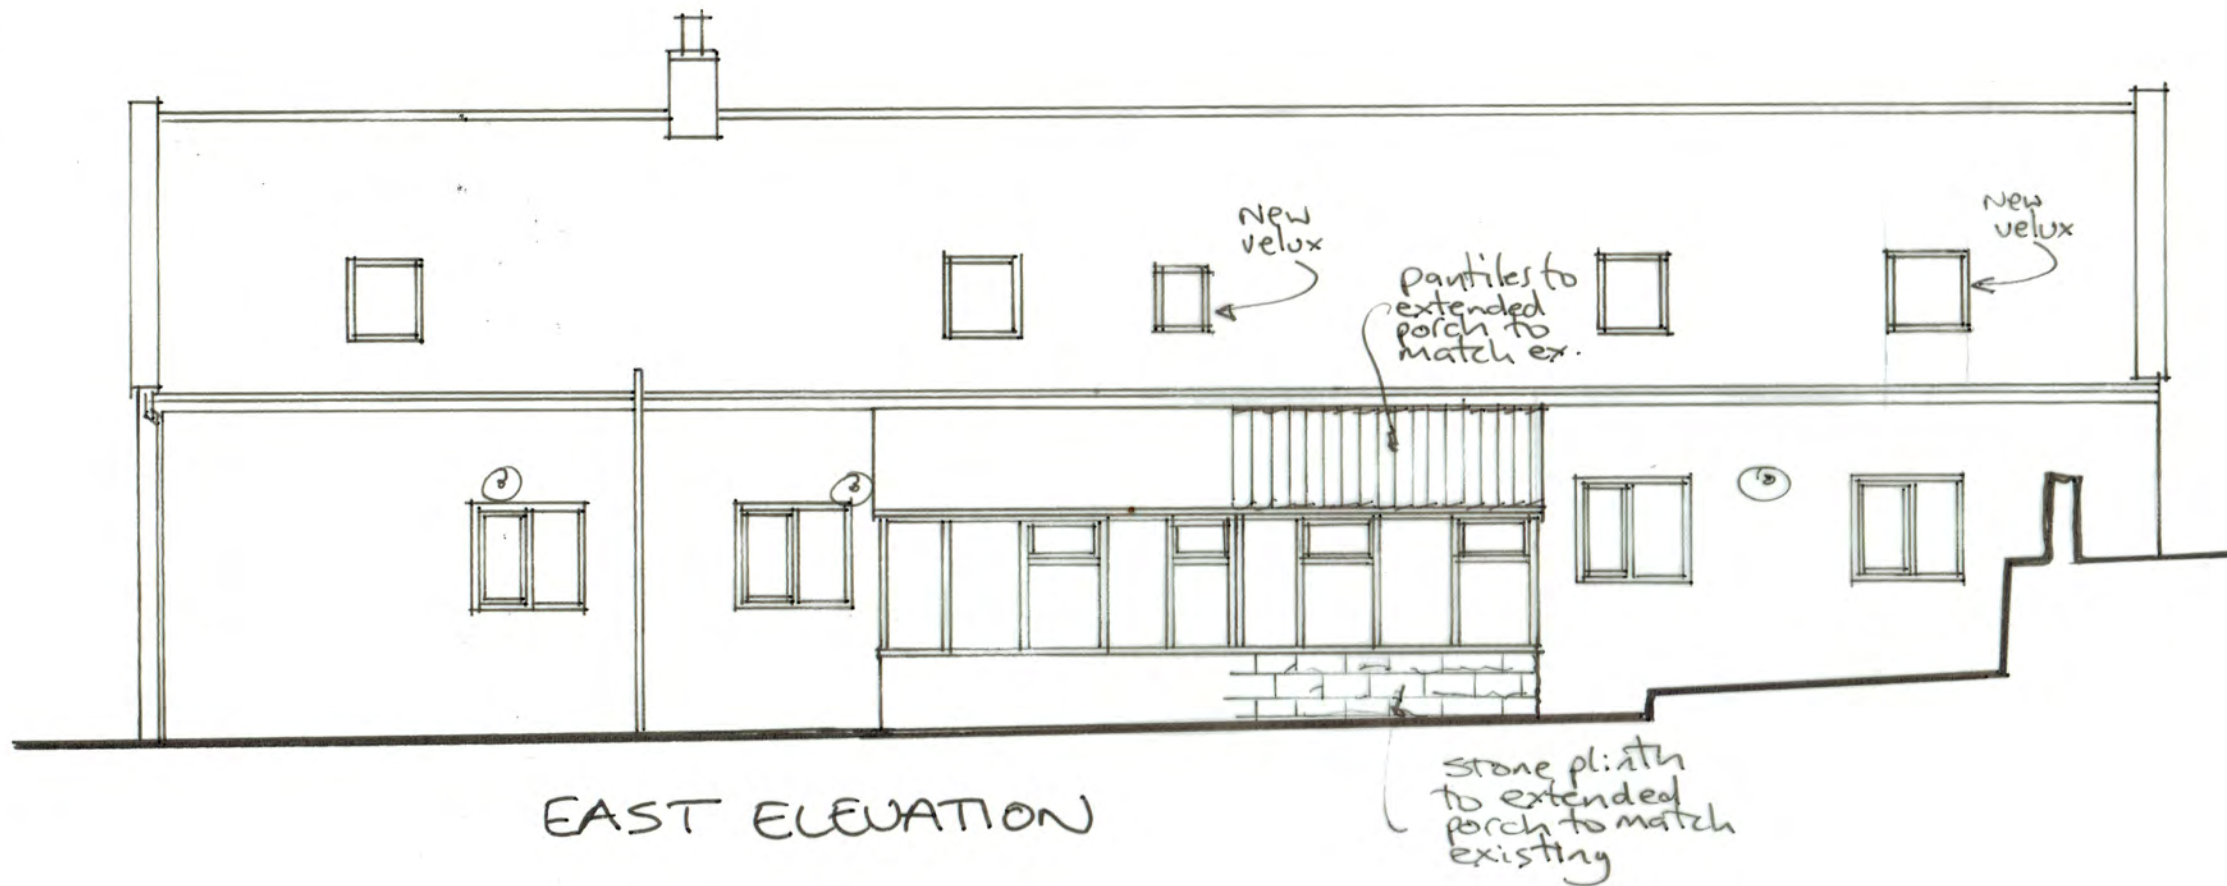 New
velux
New
velux
pantiles to
extended
porch to
match ex.
EAST ELEVATION
stone plinth
to extended
porch to match
existing